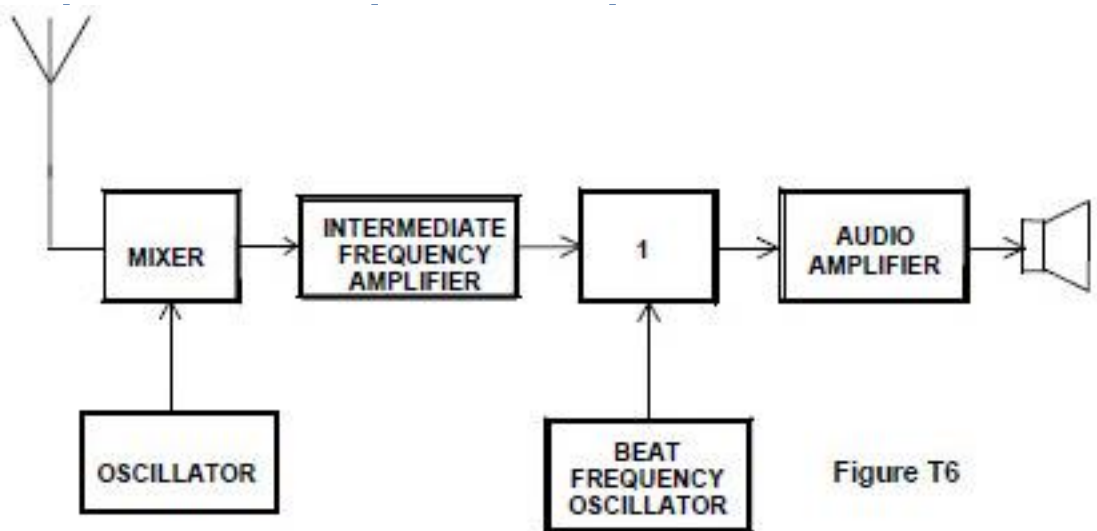 MIXER
INTERMEDIATE
FREQUENCY
AMPLIFIER
1
AUDIO
AMPLIFIER
OSCILLATOR
BEAT
FREQUENCY
OSCILLATOR
Figure T6